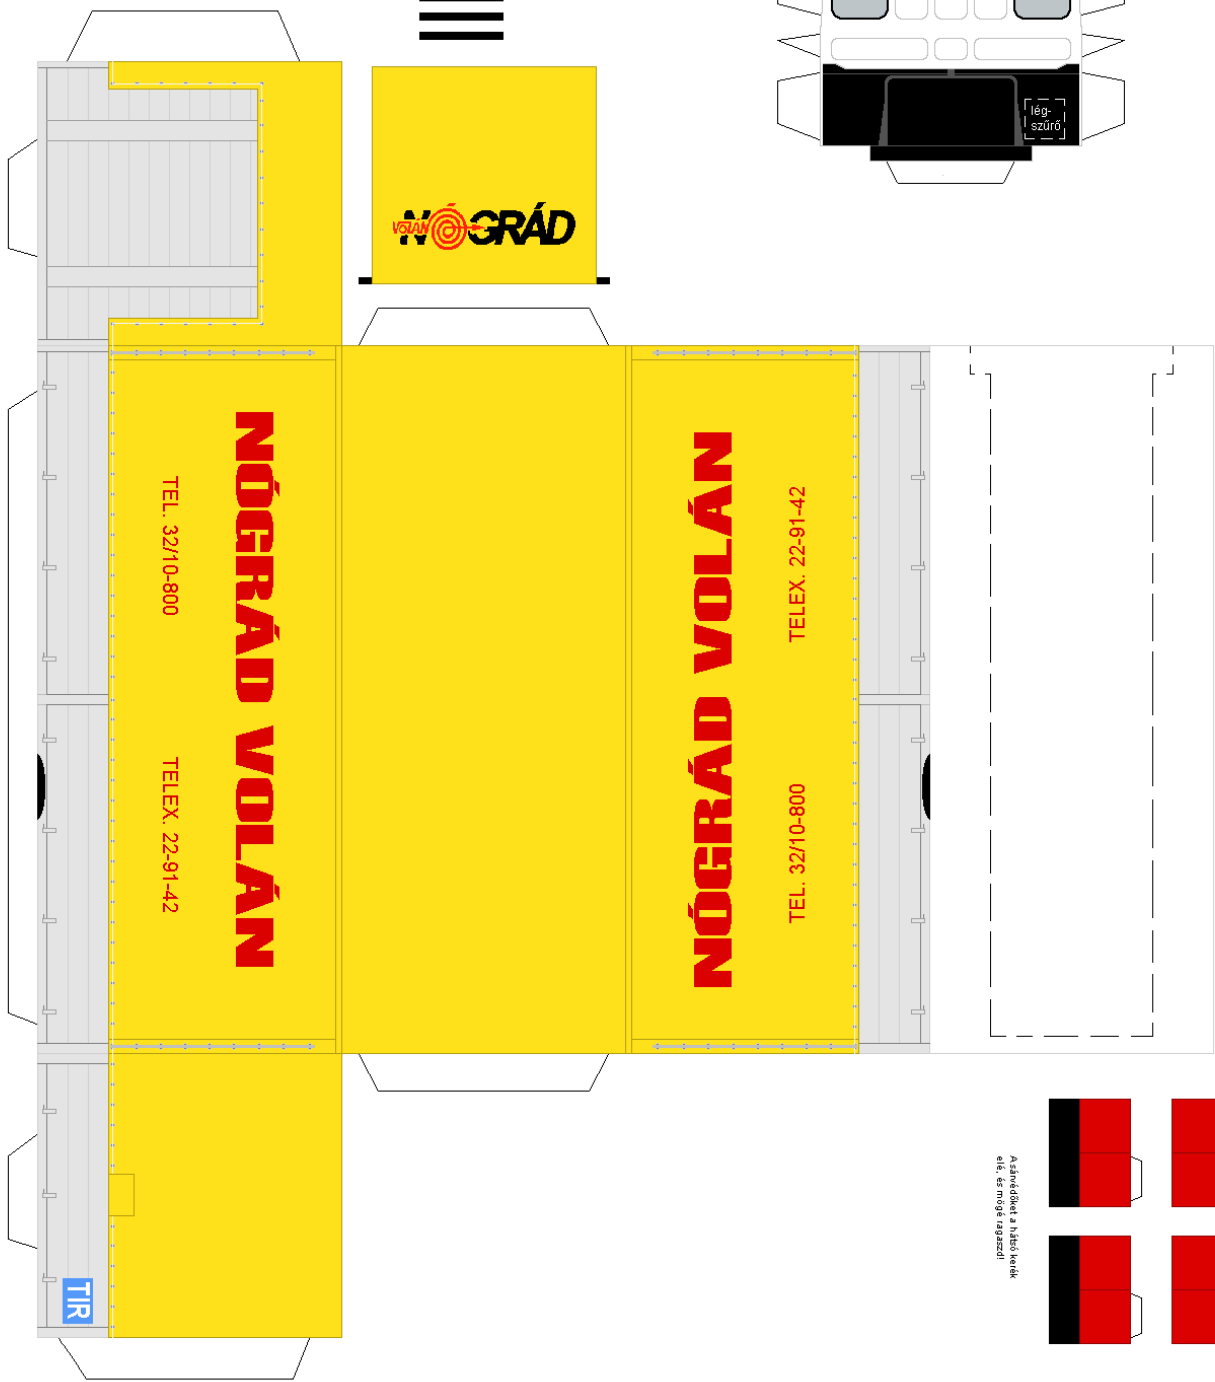 lég-
szűrő
VOLÁN
NÓGRÁD
NÓGRÁD VOLÁN
TEL. 32/10-800
TELEX. 22-91-42
NÓGRÁD VOLÁN
TELEX. 22-91-42
TEL. 32/10-800
A sárvédőket a hátsó kerék
elé, és mögé ragaszd!
TIR